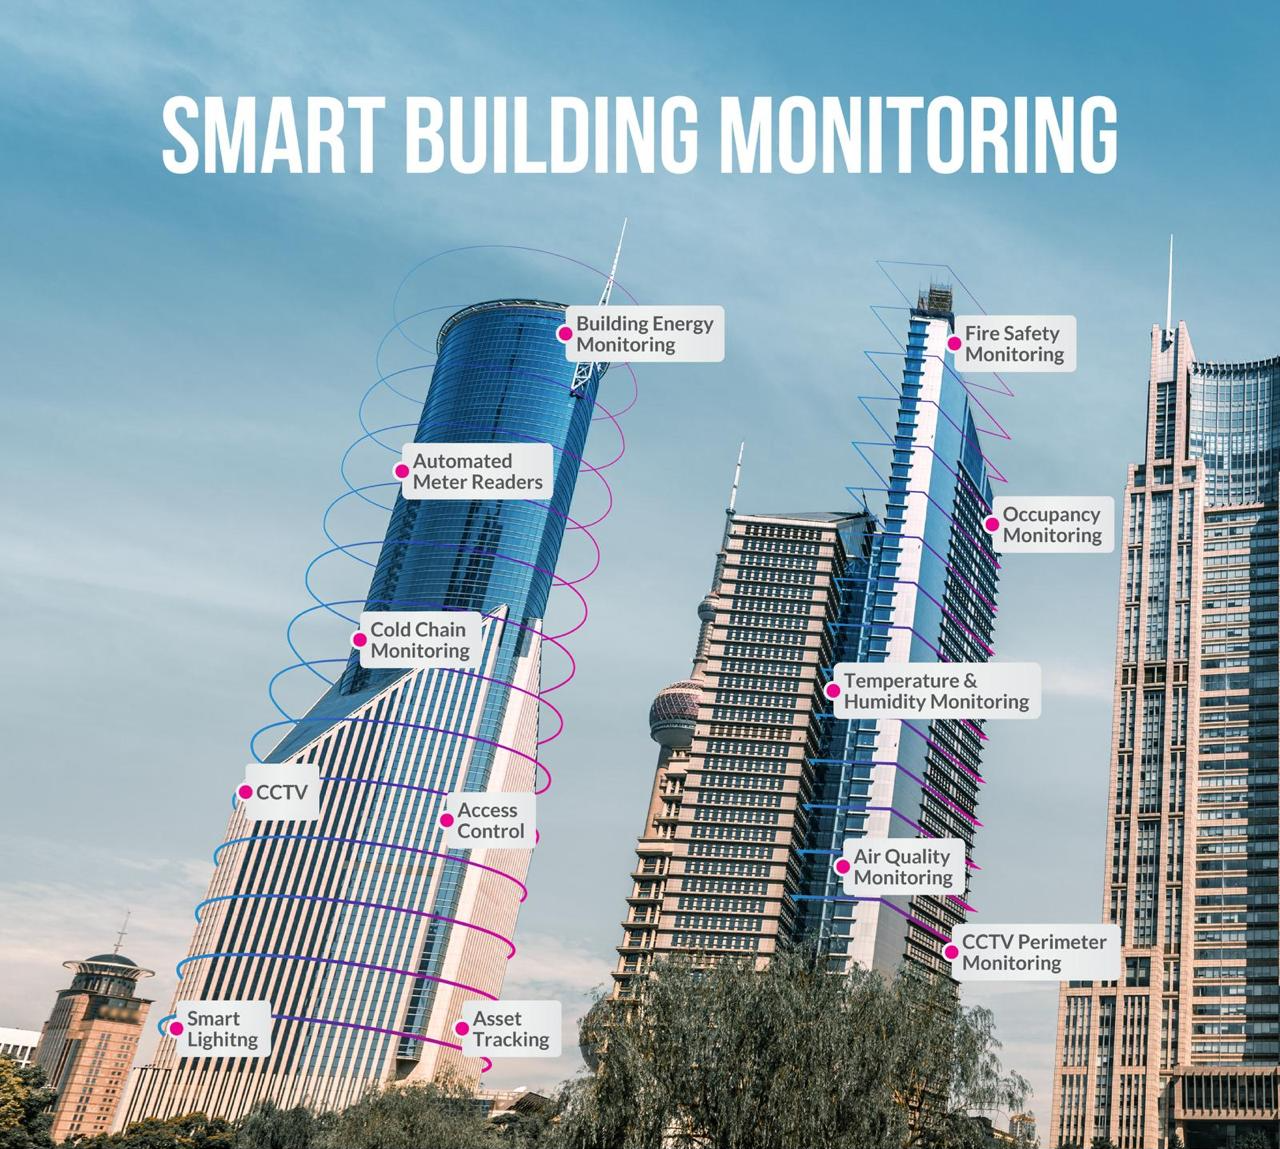 SMART BUILDING MONITORING
Building Energy
Monitoring
Fire Safety
Monitoring
Automated
Meter Readers
Occupancy
Monitoring
Cold Chain
Monitoring
Temperature &
Humidity Monitoring
CCTV
Access
Control
Air Quality
Monitoring
CCTV Perimeter
Monitoring
Smart
Lighitng
Asset
Tracking